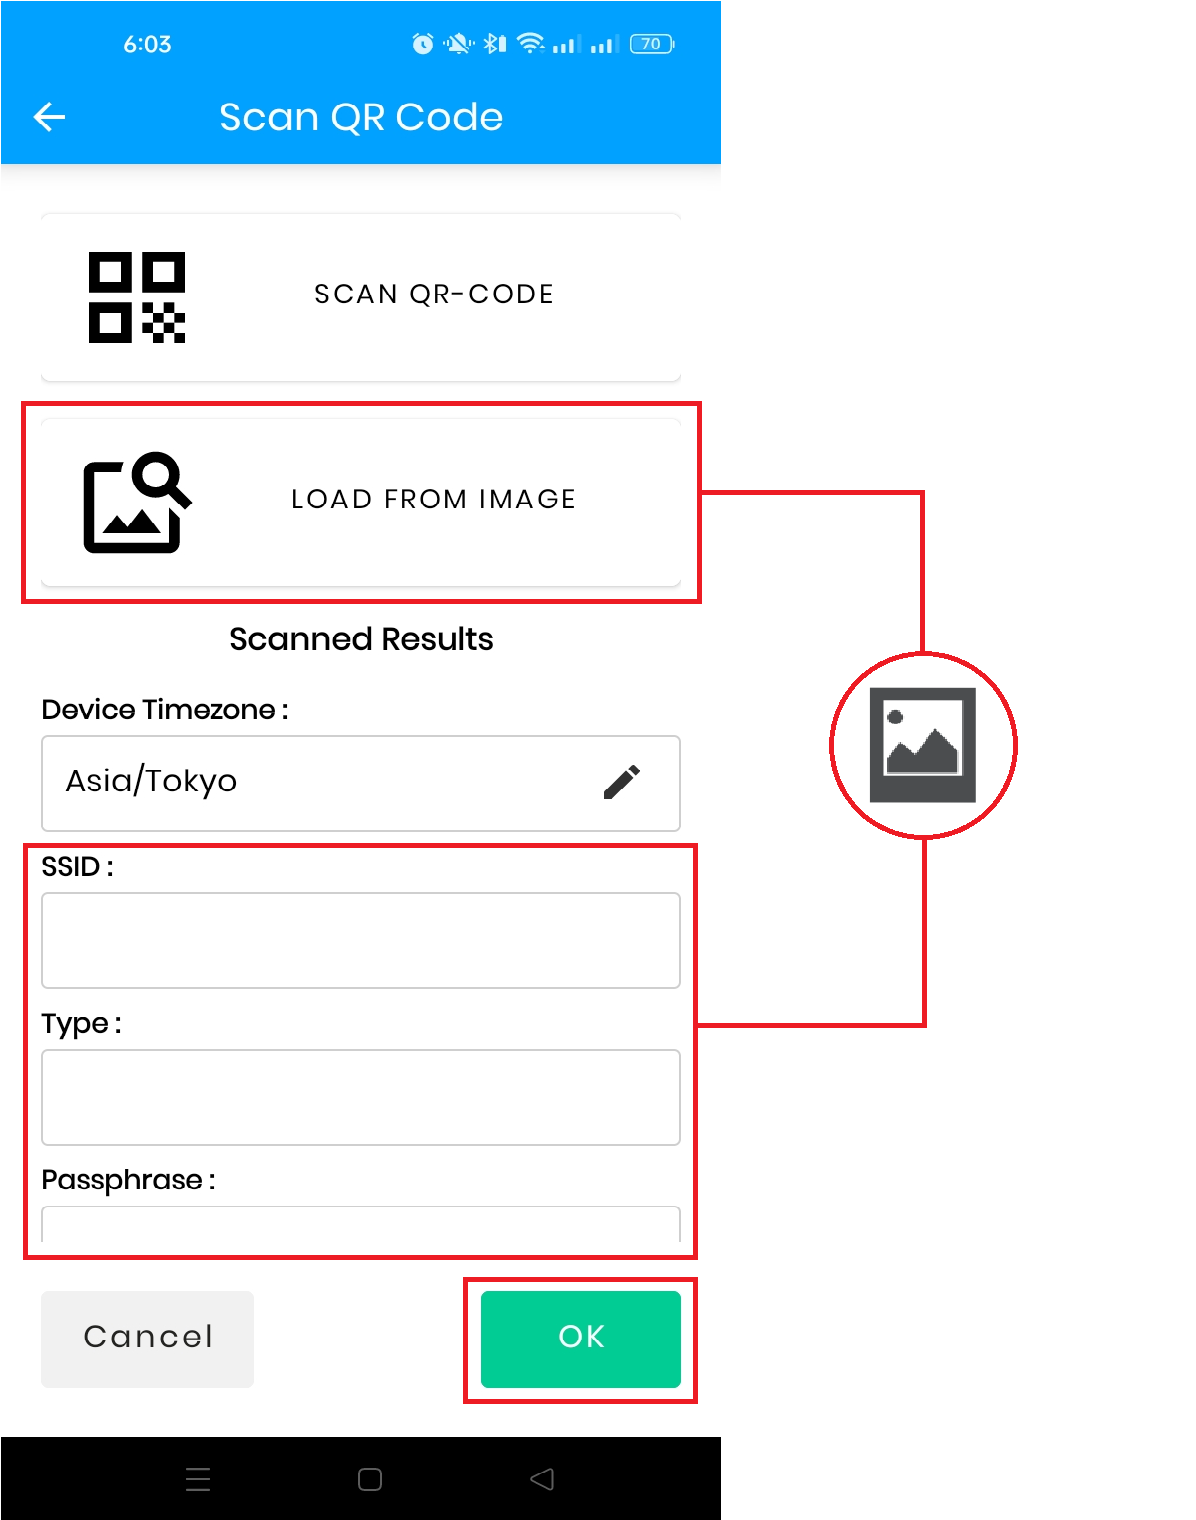 6:03
70
Scan QR Code
SCAN QR-CODE
LOAD FROM IMAGE
Scanned Results
Device Timezone :
Asia/Tokyo
SSID :
Type :
Passphrase :
Cancel
OK